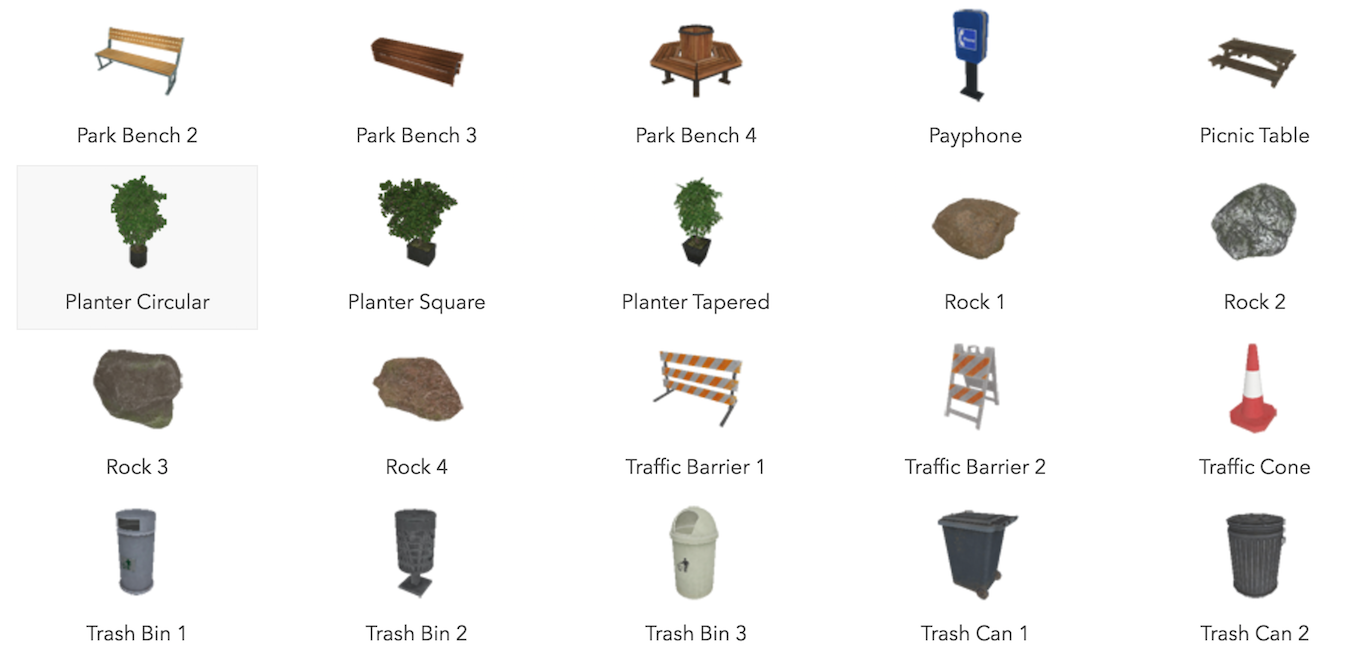 Park Bench 2
Park Bench 3
Park Bench 4
Payphone
Picnic Table
Planter Circular
Planter Square
Planter Tapered
Rock 1
Rock 2
Rock 3
Rock 4
Traffic Barrier 1
Traffic Barrier 2
Traffic Cone
Trash Bin 1
Trash Bin 2
Trash Bin 3
Trash Can 1
Trash Can 2